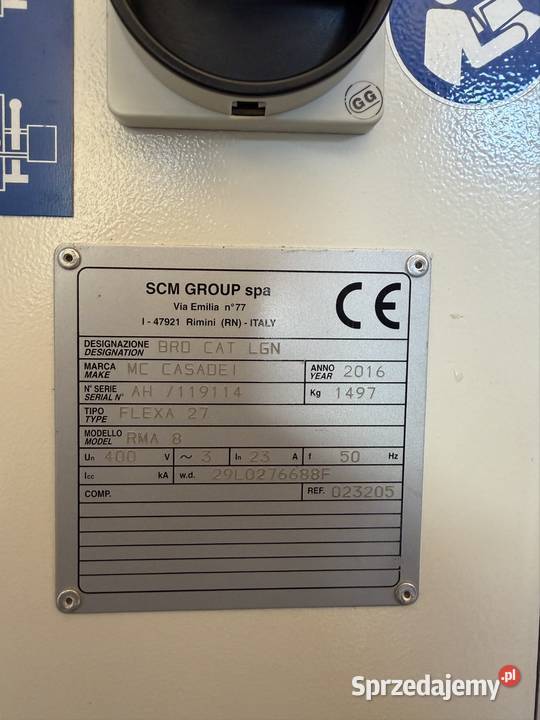 GG
SCM GROUP spa
Via Emilia n°77
I - 47921 Rimini (RN) - ITALY
CE
DESIGNAZIONE
DESIGNATION
BRD CAT LGN
MARCA
MAKE
MC CASADEI
ANNO
YEAR
2016
N° SERIE
SERIAL N°
AH /119114
Kg 1497
TIPO
TYPE
FLEXA 27
MODELLO
MODEL
RMA 8
Un 400 V ~ 3 In 23 A f 50 Hz
Icc kA w.d. 29L0276688F
COMP. REF. 023205
Sprzedajemy.pl